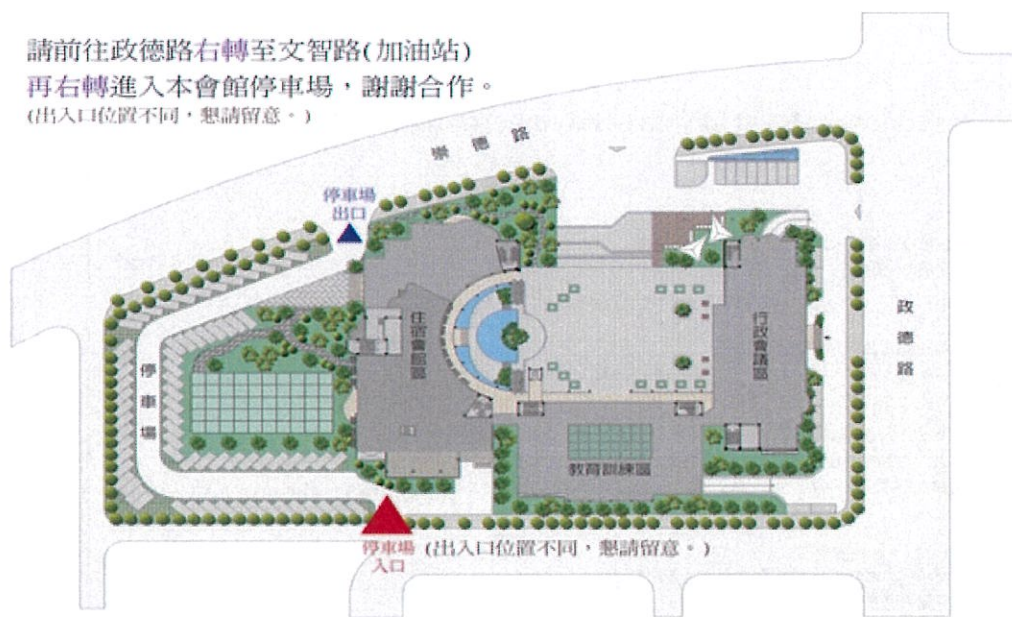 請前往政德路右轉至文智路(加油站)
再右轉進入本會館停車場，謝謝合作。
(出入口位置不同，懇請留意。)
崇德路
停車場
出口
住宿會館區
行政會議區
政德路
停車場
教育訓練區
停車場
入口
(出入口位置不同，懇請留意。)